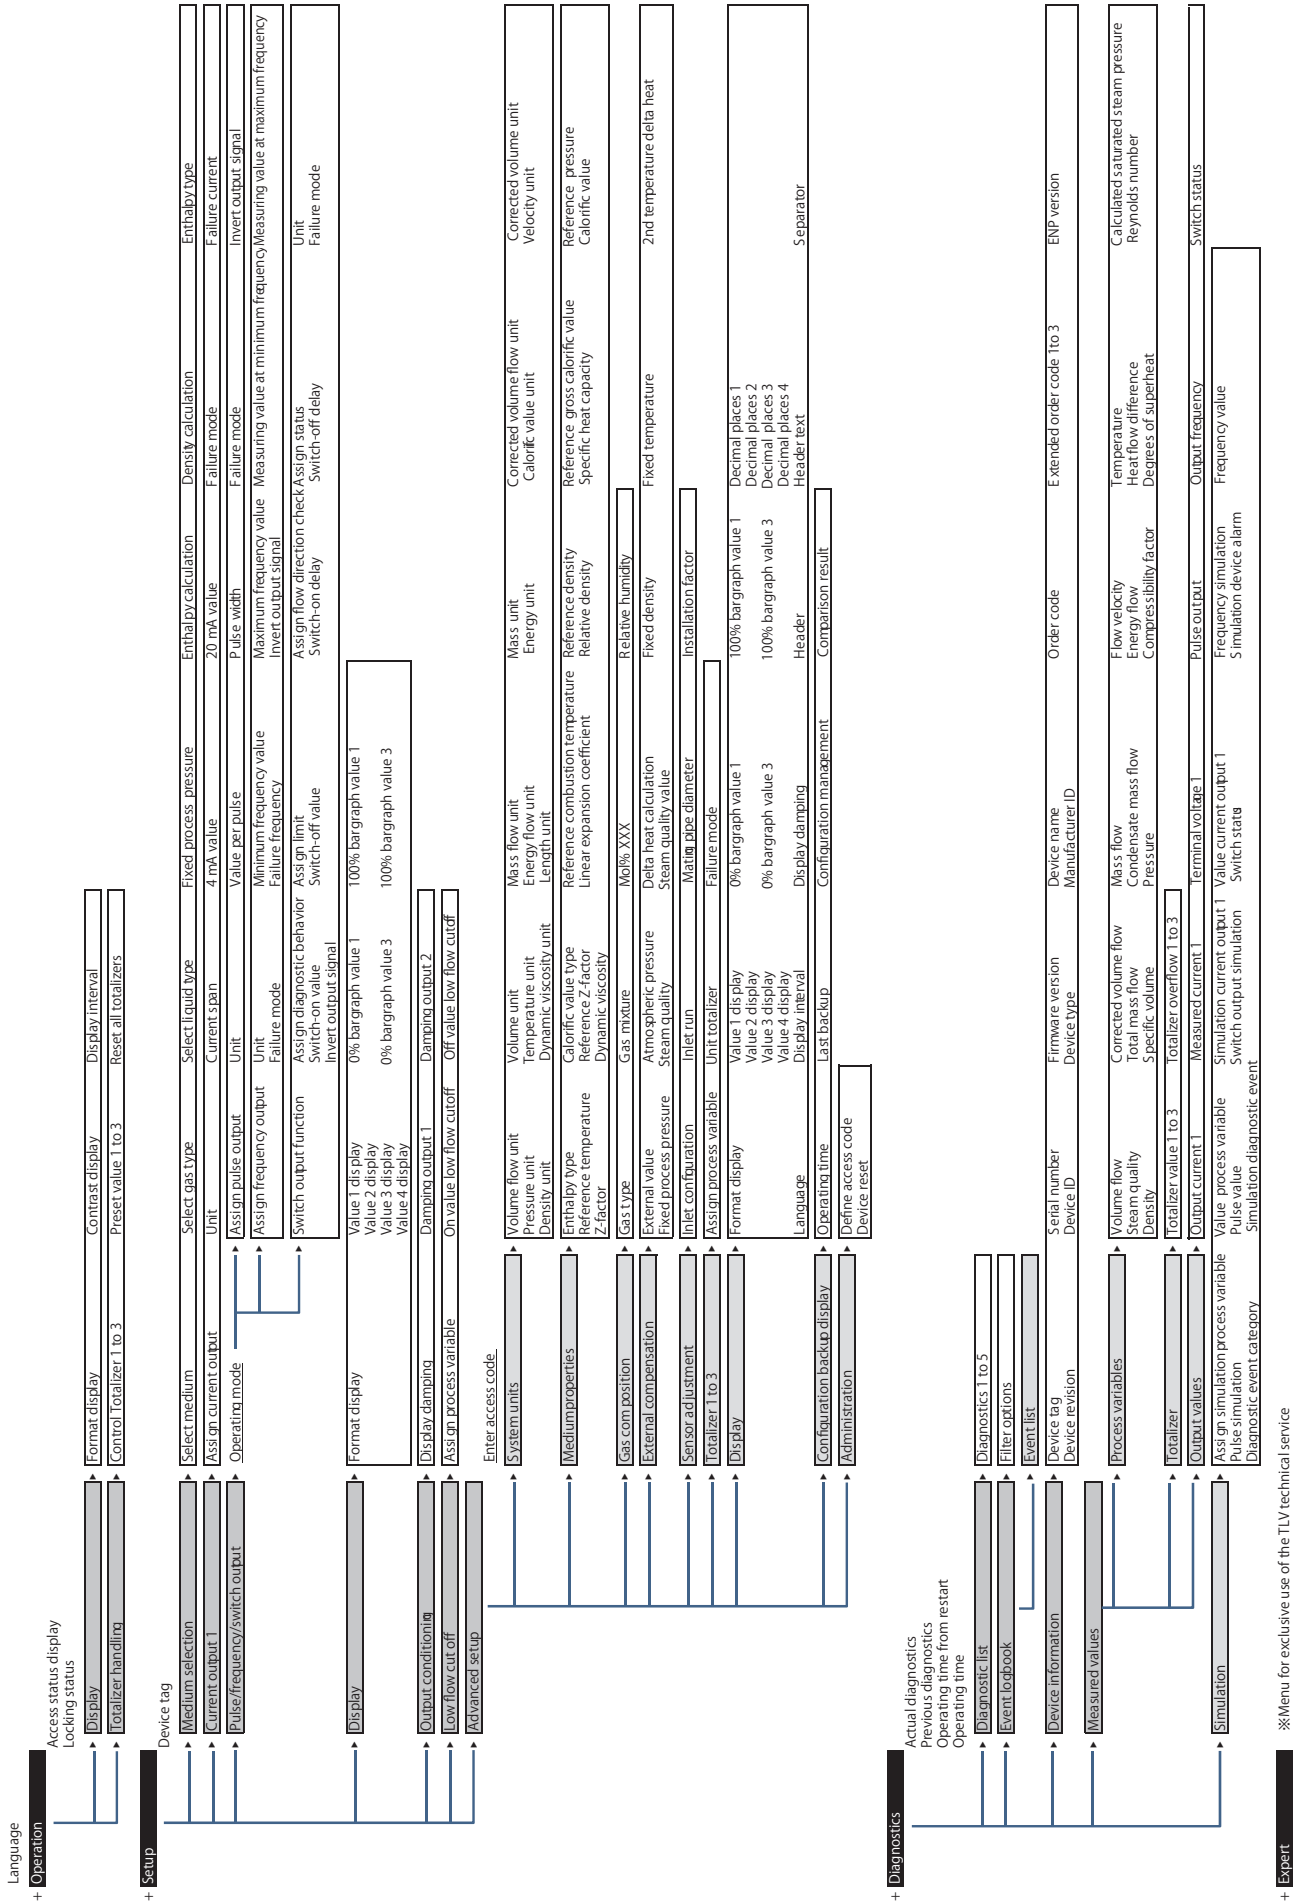 Language
+ Operation
Access status display
Locking status
Display
Format display Contrast display Display interval
Totalizer handling
Control Totalizer 1 to 3 Preset value 1 to 3 Reset all totalizers
+ Setup
Device tag
Medium selection
Select medium Select gas type Select liquid type Fixed process pressure Enthalpy calculation Density calculation Enthalpy type
Current output 1
Assign current output Unit Current span 4 mA value 20 mA value Failure mode Failure current
Pulse/frequency/switch output
Operating mode
Assign pulse output Unit Value per pulse Pulse width Failure mode Invert output signal
Assign frequency output Unit Minimum frequency value Maximum frequency value Measuring value at minimum frequency Measuring value at maximum frequency
Failure mode Failure frequency Invert output signal
Switch output function Assign diagnostic behavior Assign limit Assign flow direction check Assign status Unit
Switch-on value Switch-off value Switch-on delay Switch-off delay Failure mode
Invert output signal
Display
Format display Value 1 display 0% bargraph value 1 100% bargraph value 1
Value 2 display
Value 3 display 0% bargraph value 3 100% bargraph value 3
Value 4 display
Output conditioning
Display damping Damping output 1 Damping output 2
Low flow cut off
Assign process variable On value low flow cutoff Off value low flow cutoff
Advanced setup
Enter access code
System units
Volume flow unit Volume unit Mass flow unit Mass unit Corrected volume flow unit Corrected volume unit
Pressure unit Temperature unit Energy flow unit Energy unit Calorific value unit Velocity unit
Density unit Dynamic viscosity unit Length unit
Medium properties
Enthalpy type Calorific value type Reference combustion temperature Reference density Reference gross calorific value Reference pressure
Reference temperature Reference Z-factor Linear expansion coefficient Relative density Specific heat capacity Calorific value
Z-factor Dynamic viscosity
Gas composition
Gas type Gas mixture Mol% XXX Relative humidity
External compensation
External value Atmospheric pressure Delta heat calculation Fixed density Fixed temperature 2nd temperature delta heat
Fixed process pressure Steam quality Steam quality value
Sensor adjustment
Inlet configuration Inlet run Mating pipe diameter Installation factor
Totalizer 1 to 3
Assign process variable Unit totalizer Failure mode
Display
Format display Value 1 display 0% bargraph value 1 100% bargraph value 1 Decimal places 1
Value 2 display Decimal places 2
Value 3 display 0% bargraph value 3 100% bargraph value 3 Decimal places 3
Value 4 display Decimal places 4
Language Display interval Display damping Header Header text Separator
Configuration backup display
Operating time Last backup Configuration management Comparison result
Administration
Define access code
Device reset
+ Diagnostics
Actual diagnostics
Previous diagnostics
Operating time from restart
Operating time
Diagnostic list
Diagnostics 1 to 5
Event logbook
Filter options
Event list
Device information
Device tag Serial number Firmware version Device name Order code Extended order code 1 to 3 ENP version
Device revision Device ID Device type Manufacturer ID
Measured values
Process variables
Volume flow Corrected volume flow Mass flow Flow velocity Temperature Calculated saturated steam pressure
Steam quality Total mass flow Condensate mass flow Energy flow Heat flow difference Reynolds number
Density Specific volume Pressure Compressibility factor Degrees of superheat
Totalizer
Totalizer value 1 to 3 Totalizer overflow 1 to 3
Output values
Output current 1 Measured current 1 Terminal voltage 1 Pulse output Output frequency Switch status
Simulation
Assign simulation process variable Value process variable Simulation current output 1 Value current output 1 Frequency simulation Frequency value
Pulse simulation Pulse value Switch output simulation Switch status Simulation device alarm
Diagnostic event category Simulation diagnostic event
+ Expert
※Menu for exclusive use of the TLV technical service